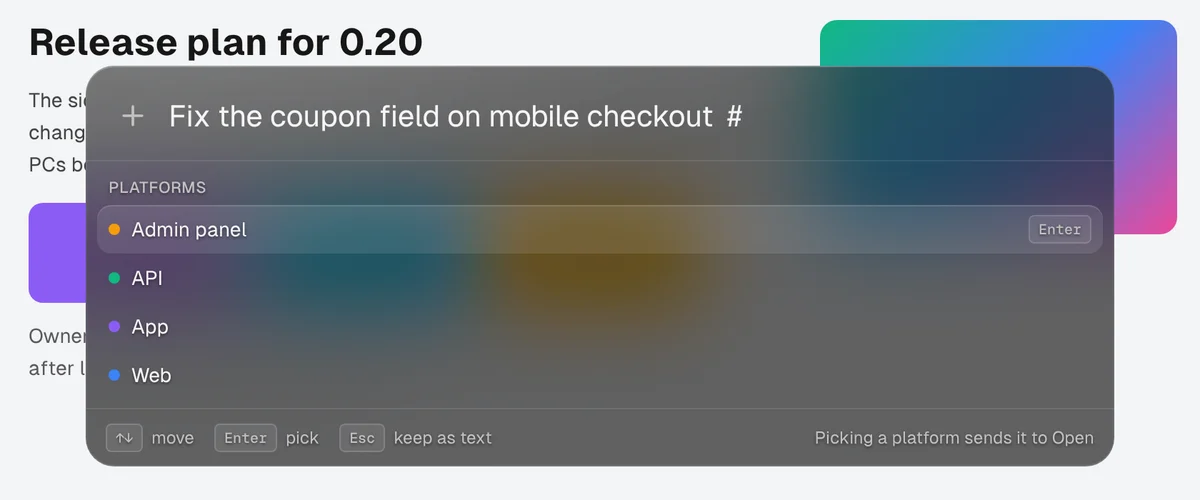 Release plan for 0.20
The si
chang
PCs b
Fix the coupon field on mobile checkout #
PLATFORMS
Admin panel
Enter
API
App
Web
Owner
after l
↑↓ move Enter pick Esc keep as text
Picking a platform sends it to Open